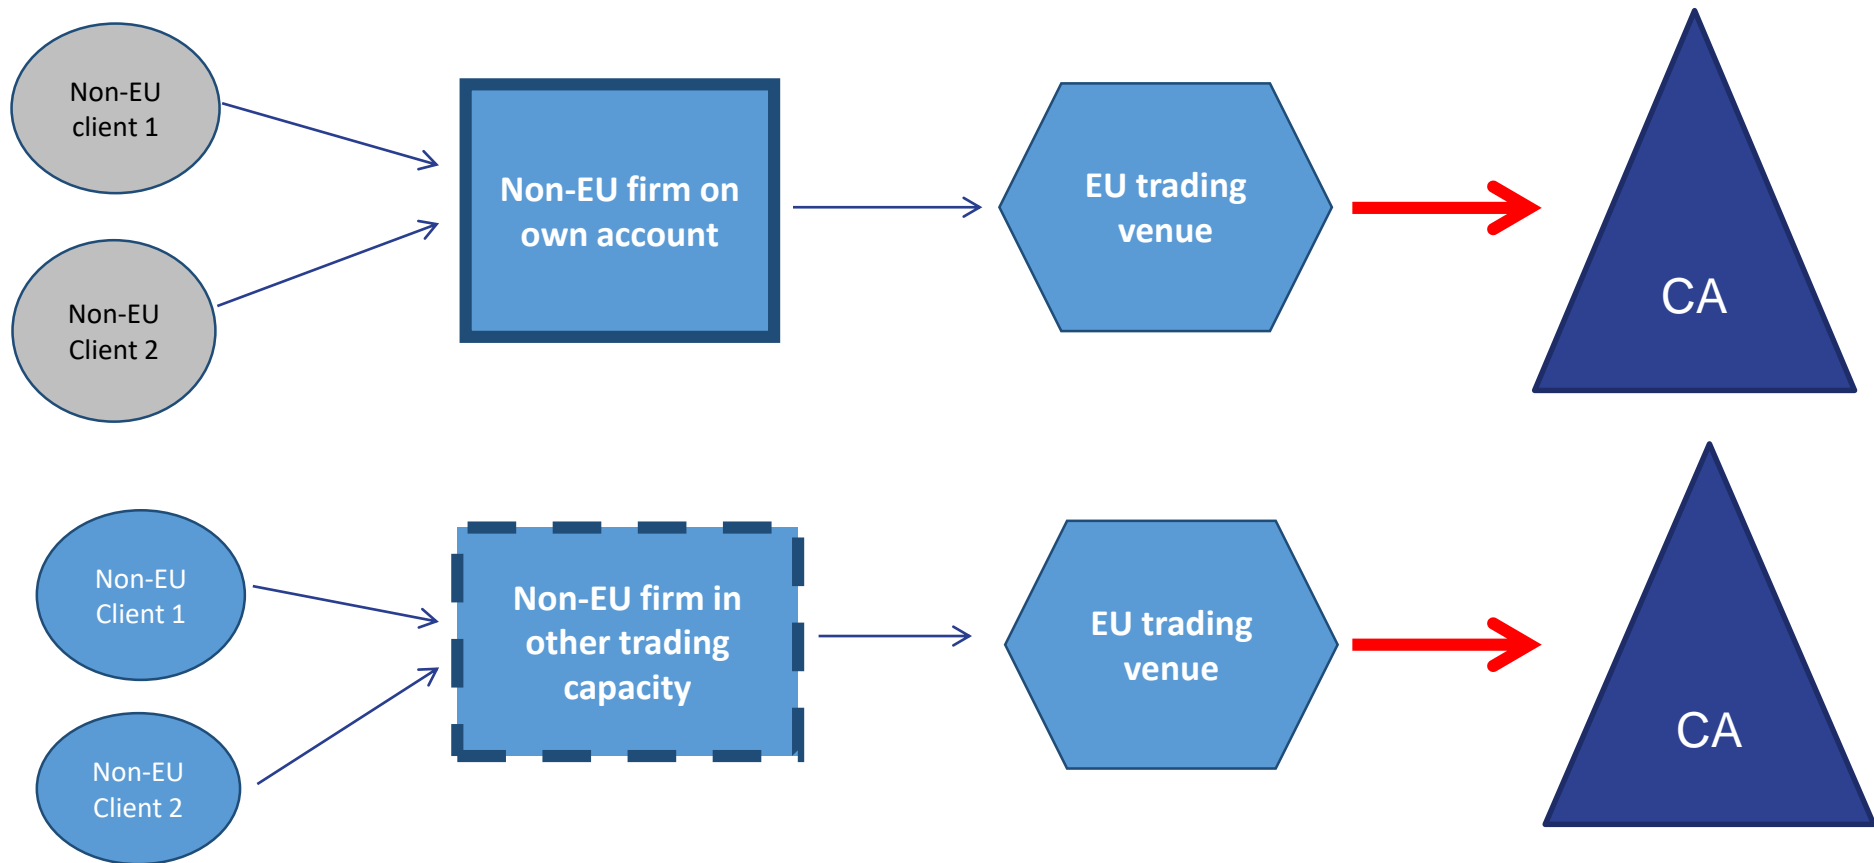 Non-EU
client 1
Non-EU
Client 2
Non-EU firm on
own account
EU trading
venue
CA
Non-EU
Client 1
Non-EU
Client 2
Non-EU firm in
other trading
capacity
EU trading
venue
CA